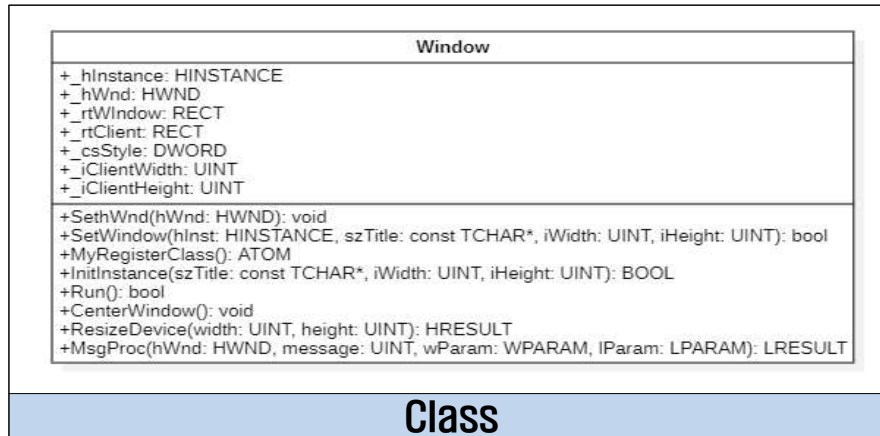 Window
+_hInstance: HINSTANCE
+_hWnd: HWND
+_rtWIndow: RECT
+_rtClient: RECT
+_csStyle: DWORD
+_iClientWidth: UINT
+_iClientHeight: UINT
+SethWnd(hWnd: HWND): void
+SetWindow(hInst: HINSTANCE, szTitle: const TCHAR*, iWidth: UINT, iHeight: UINT): bool
+MyRegisterClass(): ATOM
+InitInstance(szTitle: const TCHAR*, iWidth: UINT, iHeight: UINT): BOOL
+Run(): bool
+CenterWindow(): void
+ResizeDevice(width: UINT, height: UINT): HRESULT
+MsgProc(hWnd: HWND, message: UINT, wParam: WPARAM, lParam: LPARAM): LRESULT
Class